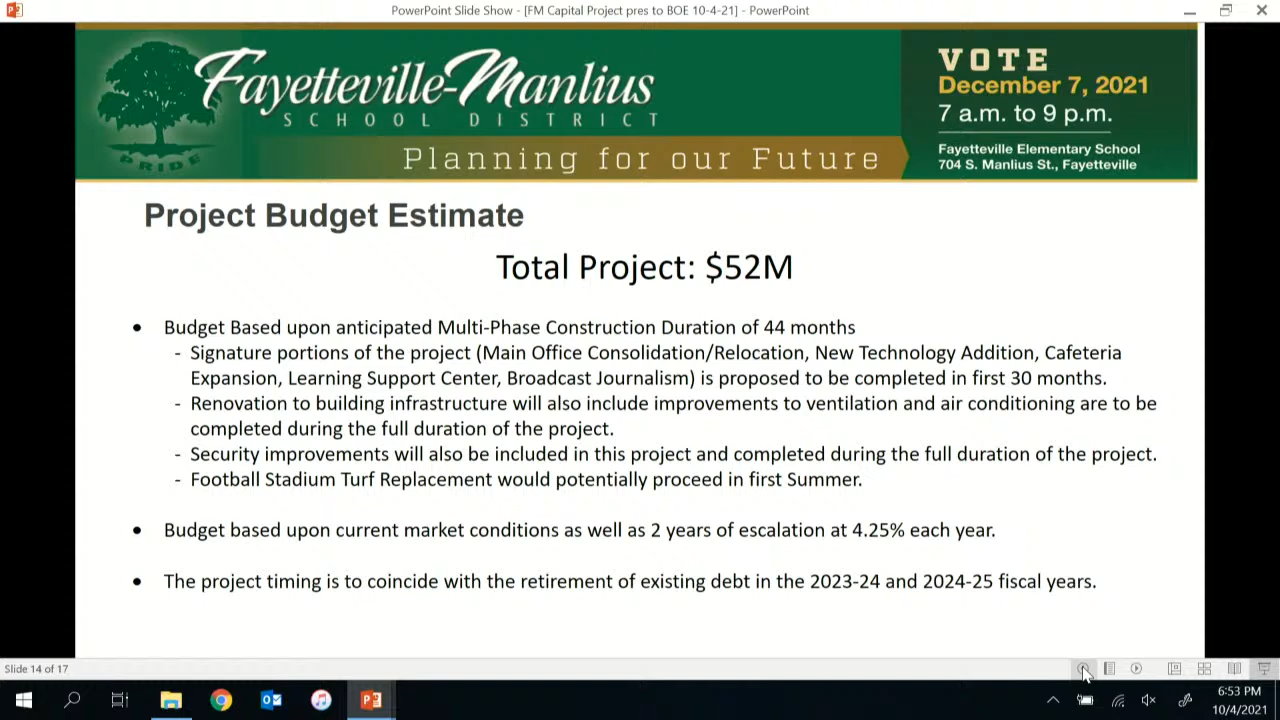 PowerPoint Slide Show - [FM Capital Project pres to BOE 10-4-21] - PowerPoint
Fayetteville-Manlius
SCHOOL DISTRICT
Planning for our Future
PRIDE
VOTE
December 7, 2021
7 a.m. to 9 p.m.
Fayetteville Elementary School
704 S. Manlius St., Fayetteville
Project Budget Estimate
Total Project: $52M
• Budget Based upon anticipated Multi-Phase Construction Duration of 44 months
- Signature portions of the project (Main Office Consolidation/Relocation, New Technology Addition, Cafeteria
Expansion, Learning Support Center, Broadcast Journalism) is proposed to be completed in first 30 months.
- Renovation to building infrastructure will also include improvements to ventilation and air conditioning are to be
completed during the full duration of the project.
- Security improvements will also be included in this project and completed during the full duration of the project.
- Football Stadium Turf Replacement would potentially proceed in first Summer.
• Budget based upon current market conditions as well as 2 years of escalation at 4.25% each year.
• The project timing is to coincide with the retirement of existing debt in the 2023-24 and 2024-25 fiscal years.
Slide 14 of 17
6:53 PM
10/4/2021